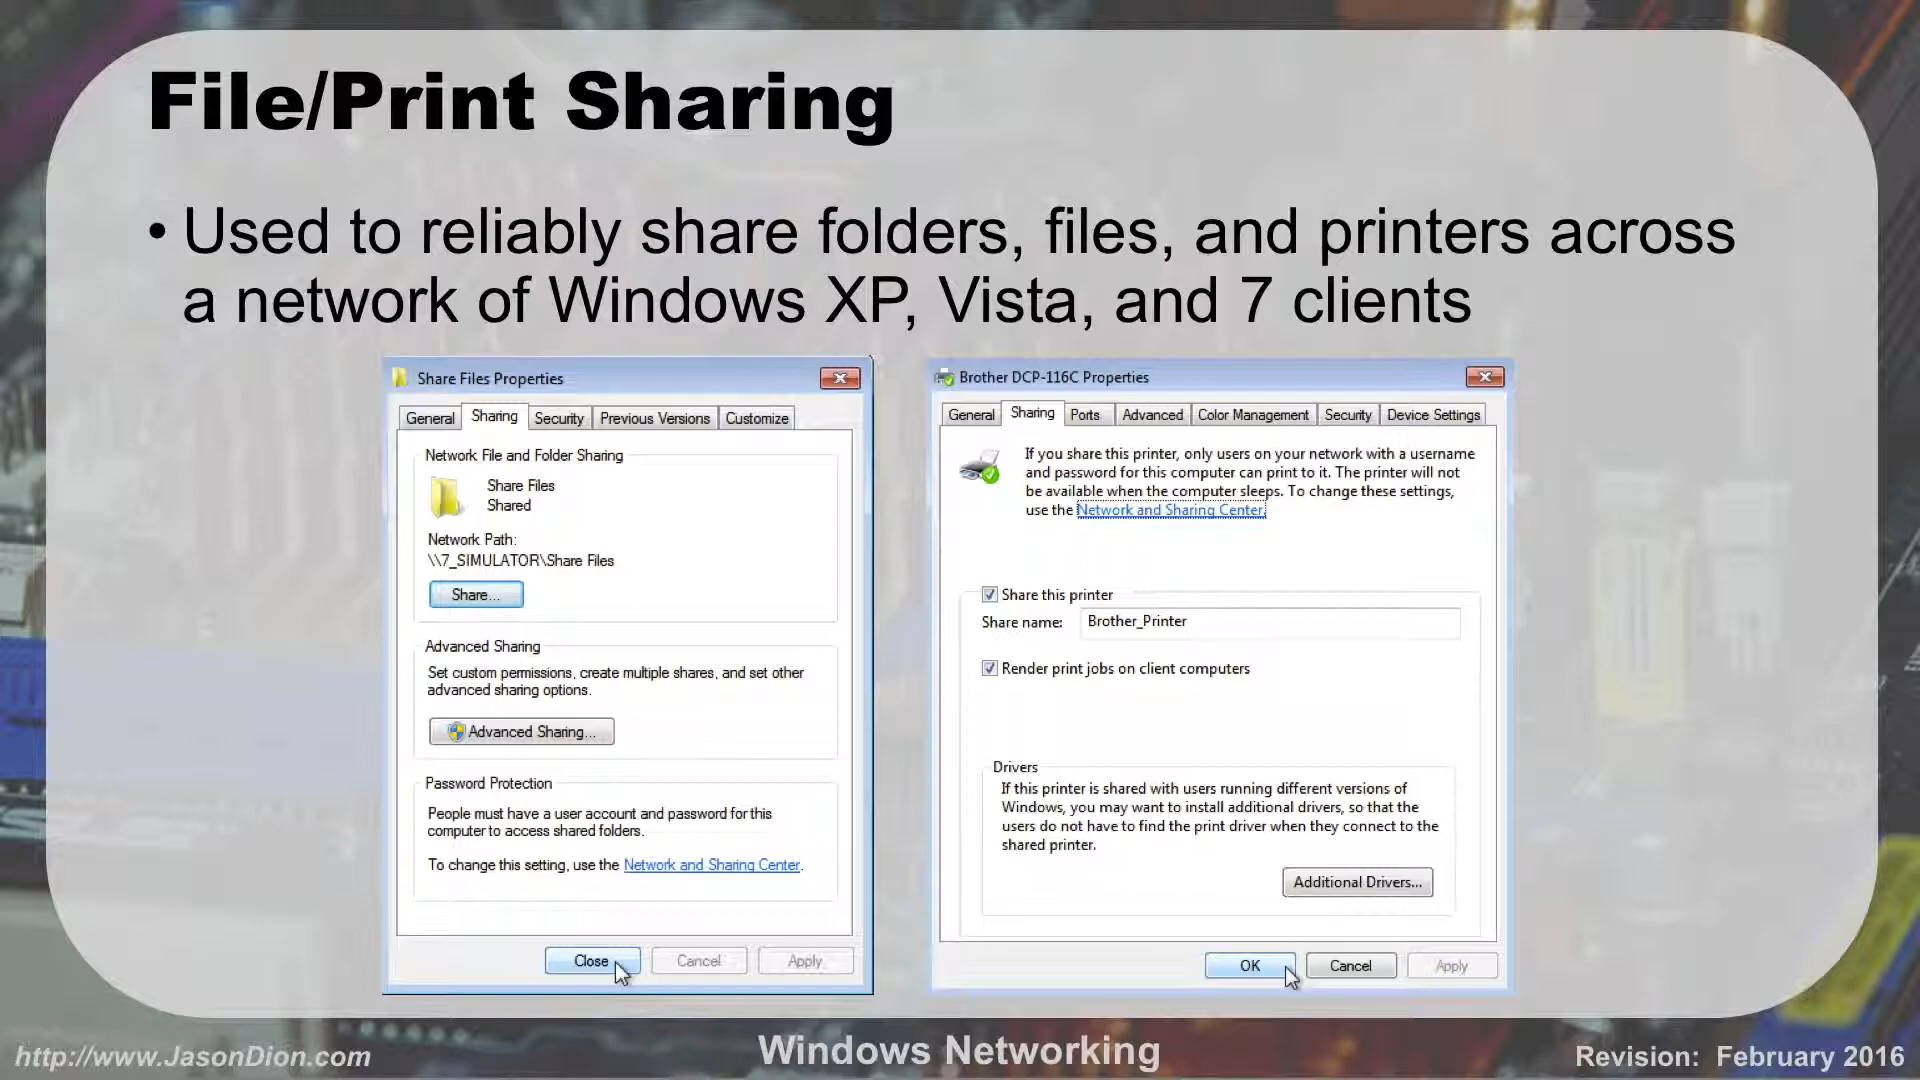 File/Print Sharing
• Used to reliably share folders, files, and printers across
a network of Windows XP, Vista, and 7 clients
Share Files Properties
General Sharing Security Previous Versions Customize
Network File and Folder Sharing
Share Files
Shared
Network Path:
\\7_SIMULATOR\Share Files
Share...
Advanced Sharing
Set custom permissions, create multiple shares, and set other
advanced sharing options.
Advanced Sharing...
Password Protection
People must have a user account and password for this
computer to access shared folders.
To change this setting, use the Network and Sharing Center.
Close Cancel Apply
Brother DCP-116C Properties
General Sharing Ports Advanced Color Management Security Device Settings
If you share this printer, only users on your network with a username
and password for this computer can print to it. The printer will not
be available when the computer sleeps. To change these settings,
use the Network and Sharing Center.
Share this printer
Share name: Brother_Printer
Render print jobs on client computers
Drivers
If this printer is shared with users running different versions of
Windows, you may want to install additional drivers, so that the
users do not have to find the print driver when they connect to the
shared printer.
Additional Drivers...
OK Cancel Apply
http://www.JasonDion.com
Windows Networking
Revision: February 2016